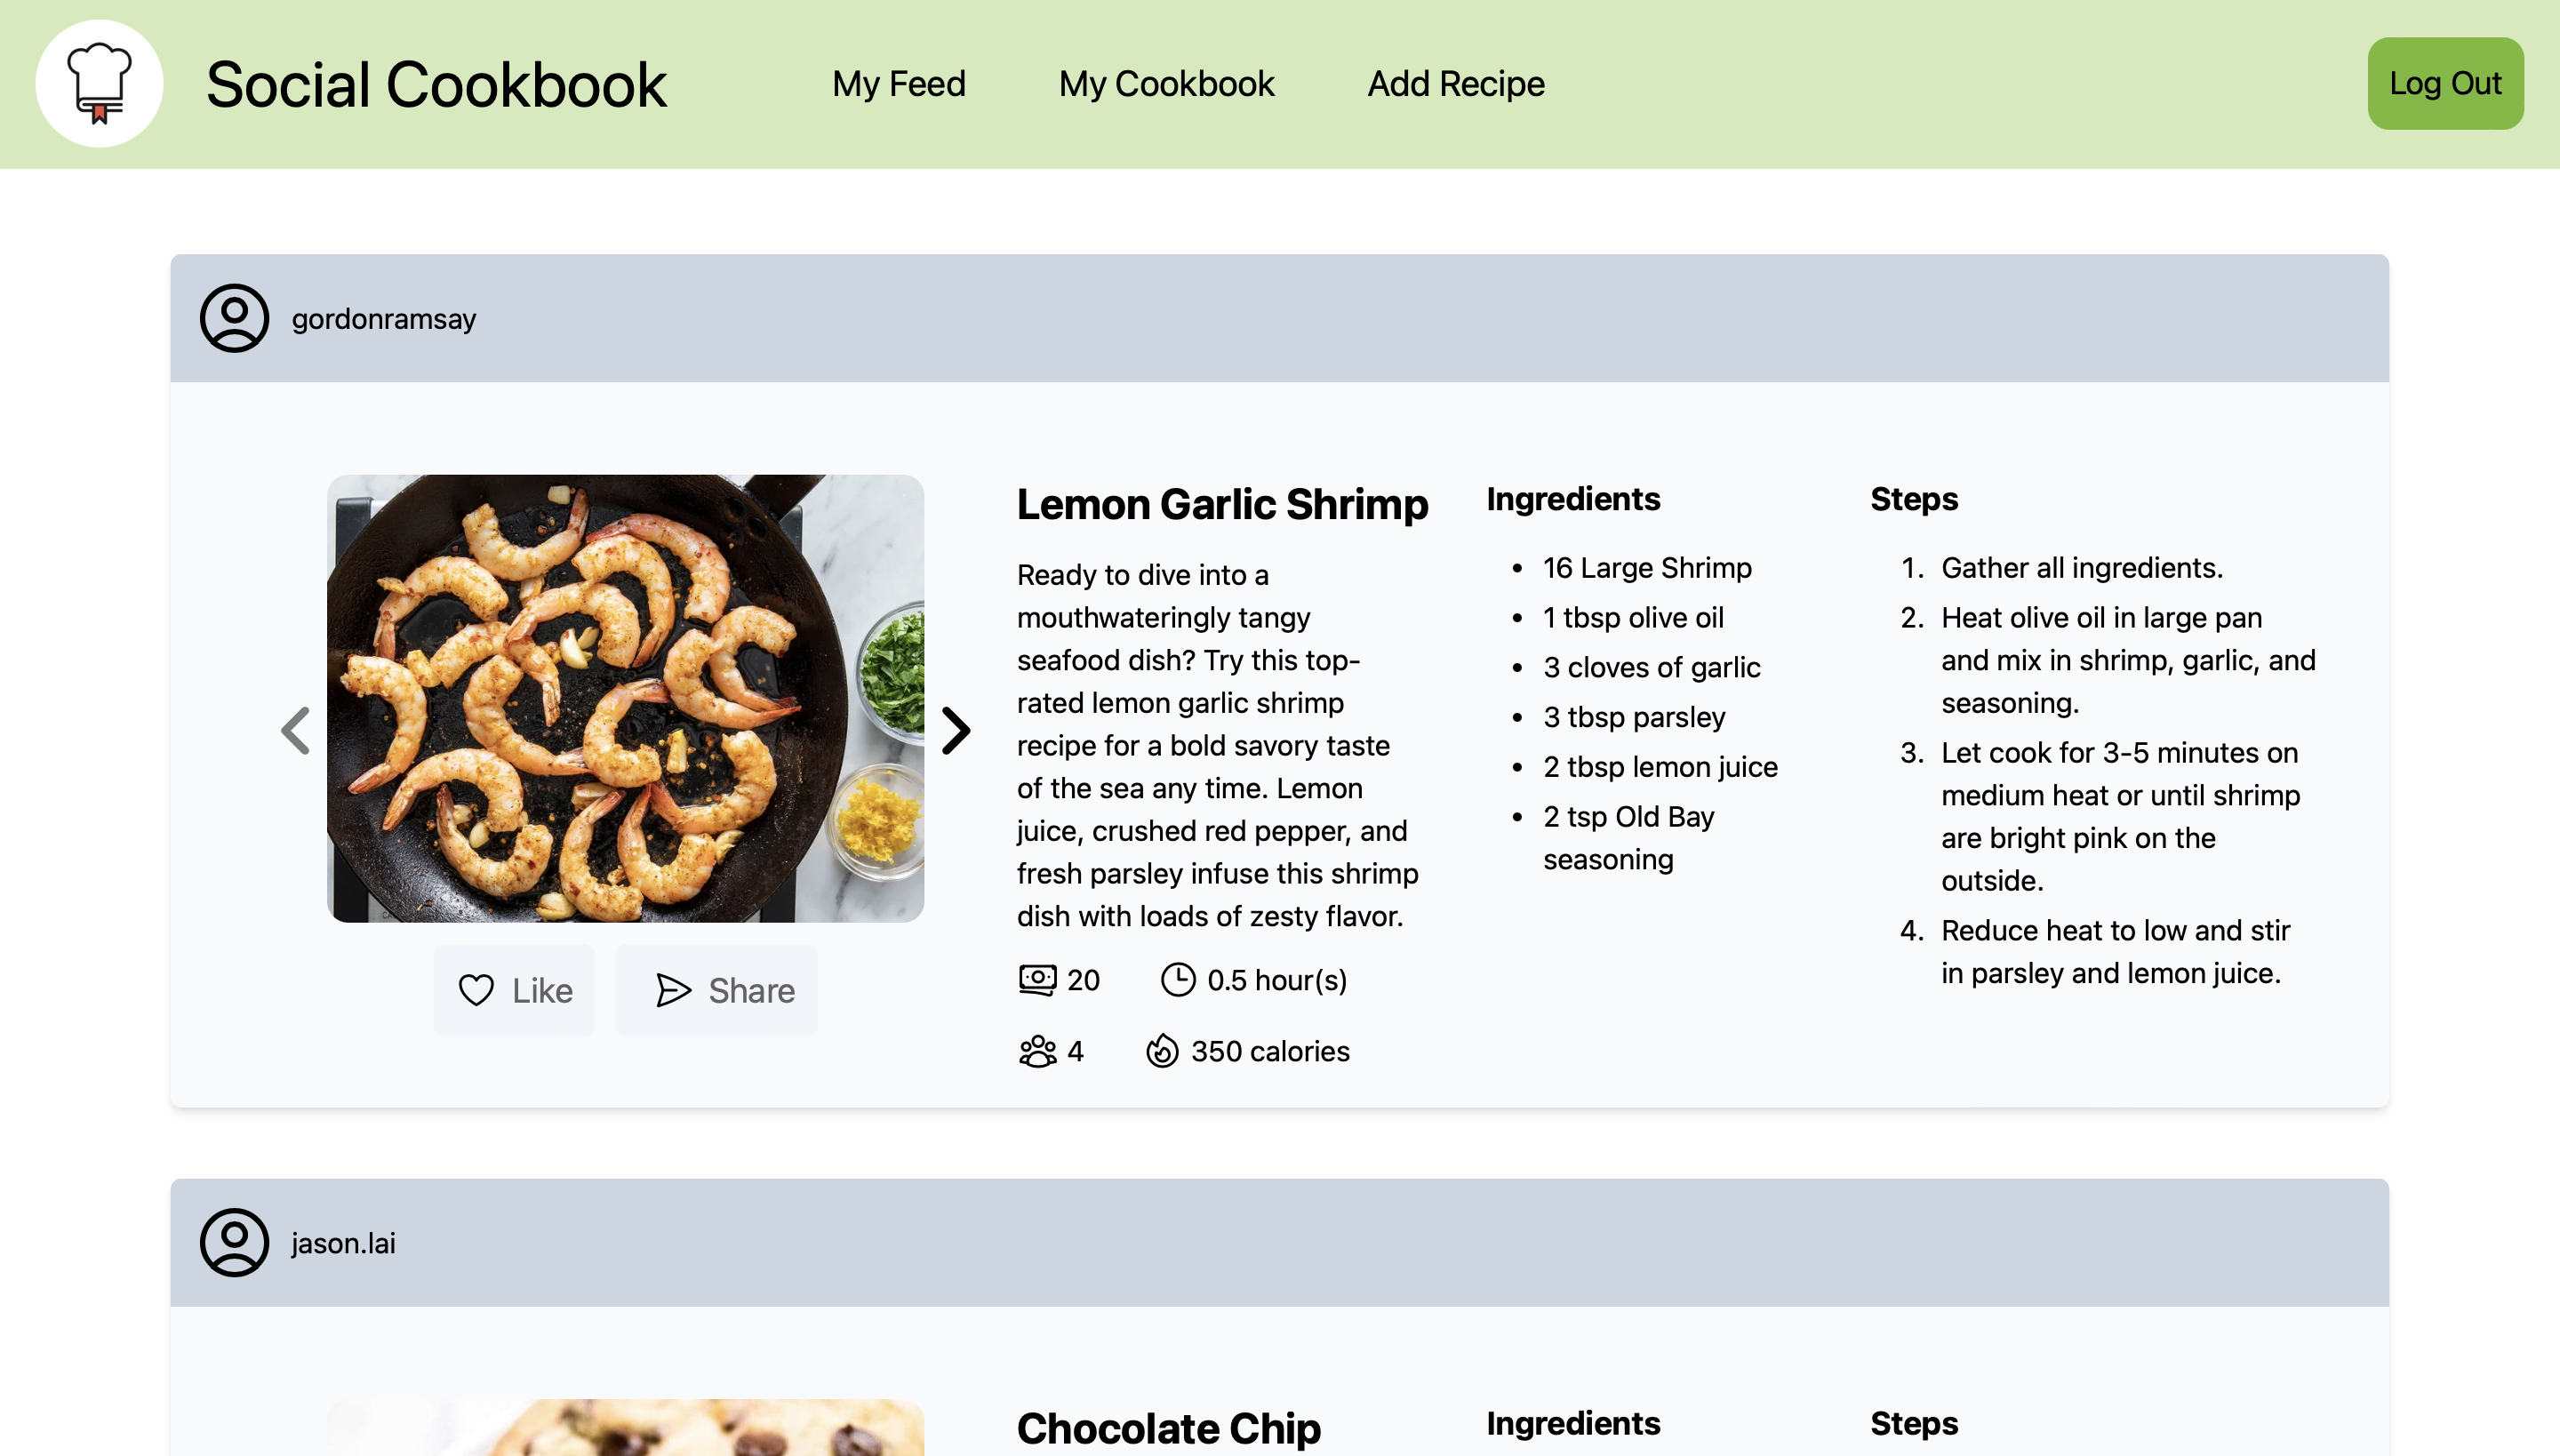 Social Cookbook
My Feed
My Cookbook
Add Recipe
Log Out
gordonramsay
Lemon Garlic Shrimp
Ready to dive into a
mouthwateringly tangy
seafood dish? Try this top-
rated lemon garlic shrimp
recipe for a bold savory taste
of the sea any time. Lemon
juice, crushed red pepper, and
fresh parsley infuse this shrimp
dish with loads of zesty flavor.
20
0.5 hour(s)
4
350 calories
Ingredients
• 16 Large Shrimp
• 1 tbsp olive oil
• 3 cloves of garlic
• 3 tbsp parsley
• 2 tbsp lemon juice
• 2 tsp Old Bay
seasoning
Steps
1. Gather all ingredients.
2. Heat olive oil in large pan
and mix in shrimp, garlic, and
seasoning.
3. Let cook for 3-5 minutes on
medium heat or until shrimp
are bright pink on the
outside.
4. Reduce heat to low and stir
in parsley and lemon juice.
Like
Share
jason.lai
Chocolate Chip
Ingredients
Steps